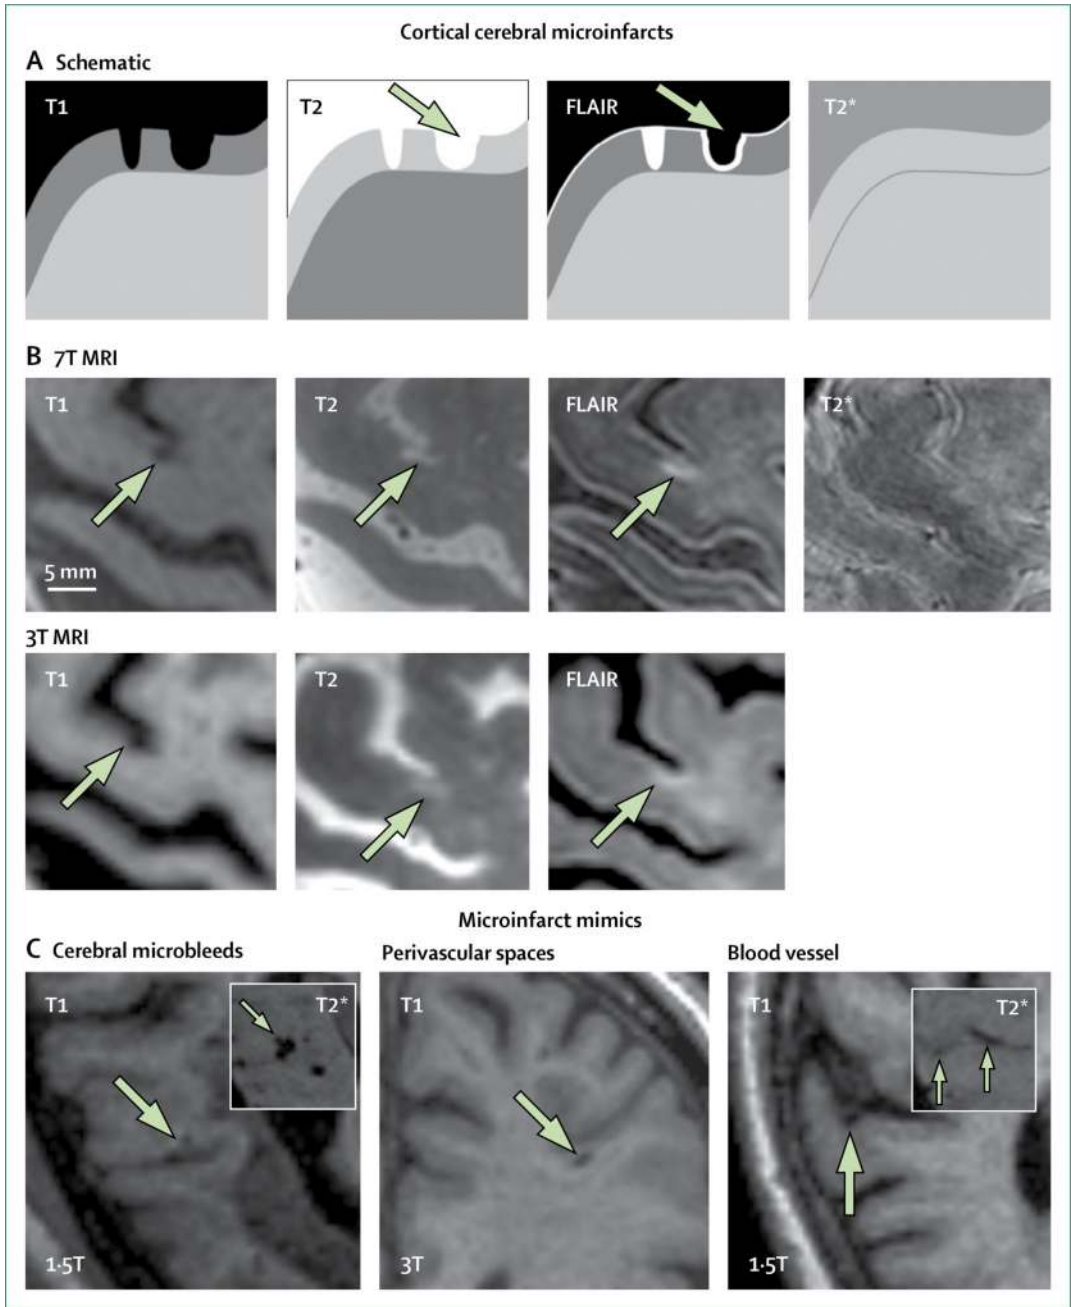 Cortical cerebral microinfarcts
A Schematic
T1 T2 FLAIR T2*
B 7T MRI
T1 T2 FLAIR T2*
5 mm
3T MRI
T1 T2 FLAIR
Microinfarct mimics
C Cerebral microbleeds Perivascular spaces Blood vessel
T1 T2* T1 T1 T2*
1·5T 3T 1·5T